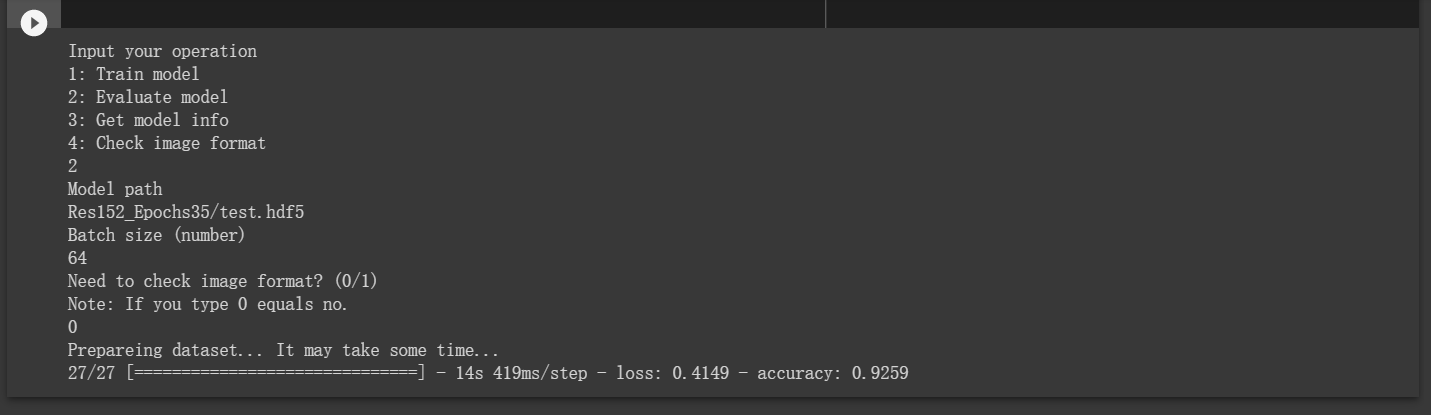 Input your operation
1: Train model
2: Evaluate model
3: Get model info
4: Check image format
2
Model path
Res152_Epochs35/test.hdf5
Batch size (number)
64
Need to check image format? (0/1)
Note: If you type 0 equals no.
0
Prepareing dataset... It may take some time...
27/27 [==============================] - 14s 419ms/step - loss: 0.4149 - accuracy: 0.9259